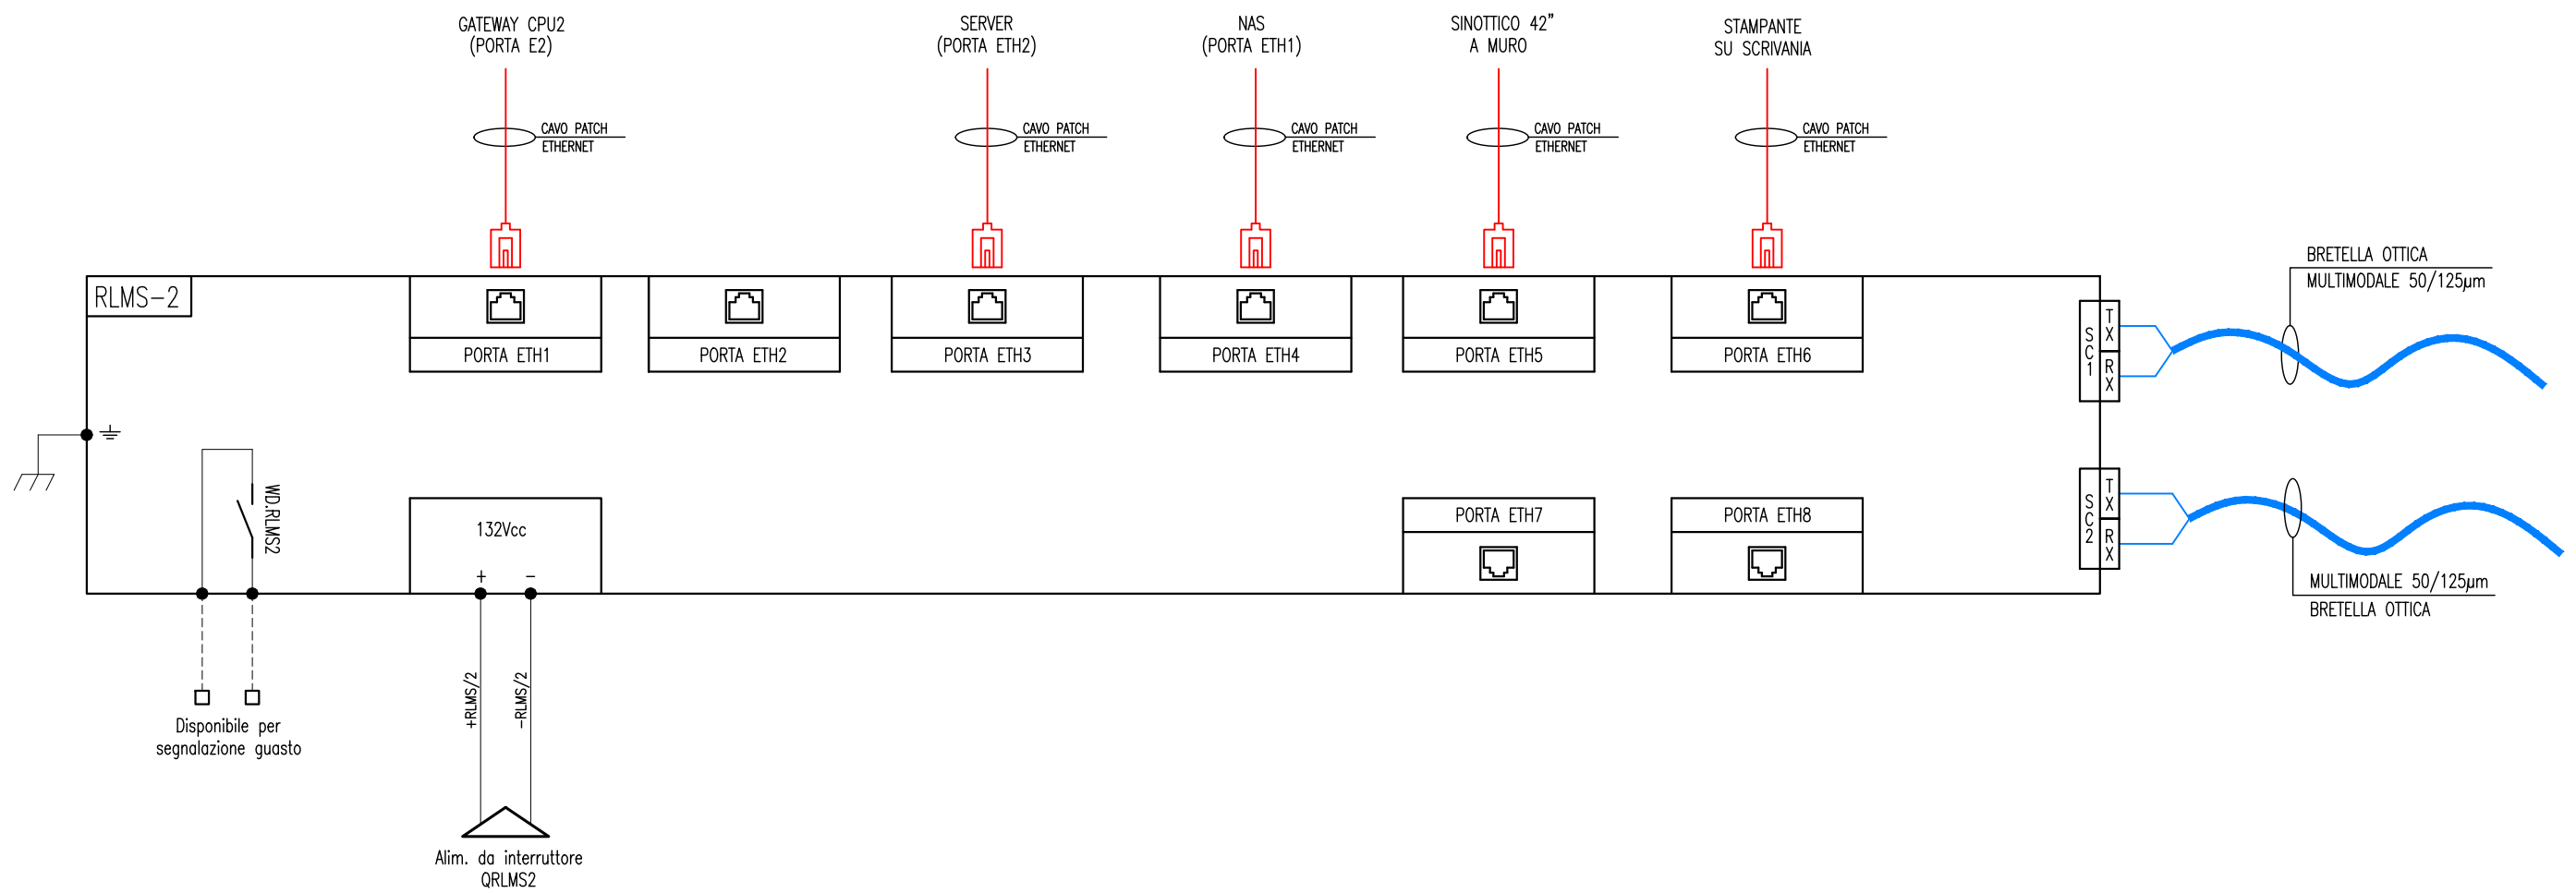 GATEWAY CPU2
(PORTA E2)
SERVER
(PORTA ETH2)
NAS
(PORTA ETH1)
SINOTTICO 42"
A MURO
STAMPANTE
SU SCRIVANIA
CAVO PATCH
ETHERNET
CAVO PATCH
ETHERNET
CAVO PATCH
ETHERNET
CAVO PATCH
ETHERNET
CAVO PATCH
ETHERNET
BRETELLA OTTICA
MULTIMODALE 50/125µm
RLMS-2
PORTA ETH1
PORTA ETH2
PORTA ETH3
PORTA ETH4
PORTA ETH5
PORTA ETH6
SC1
TX
RX
WD.RLMS2
132Vcc
+ -
PORTA ETH7
PORTA ETH8
SC2
TX
RX
MULTIMODALE 50/125µm
BRETELLA OTTICA
+RLMS/2
-RLMS/2
Disponibile per
segnalazione guasto
Alim. da interruttore
QRLMS2